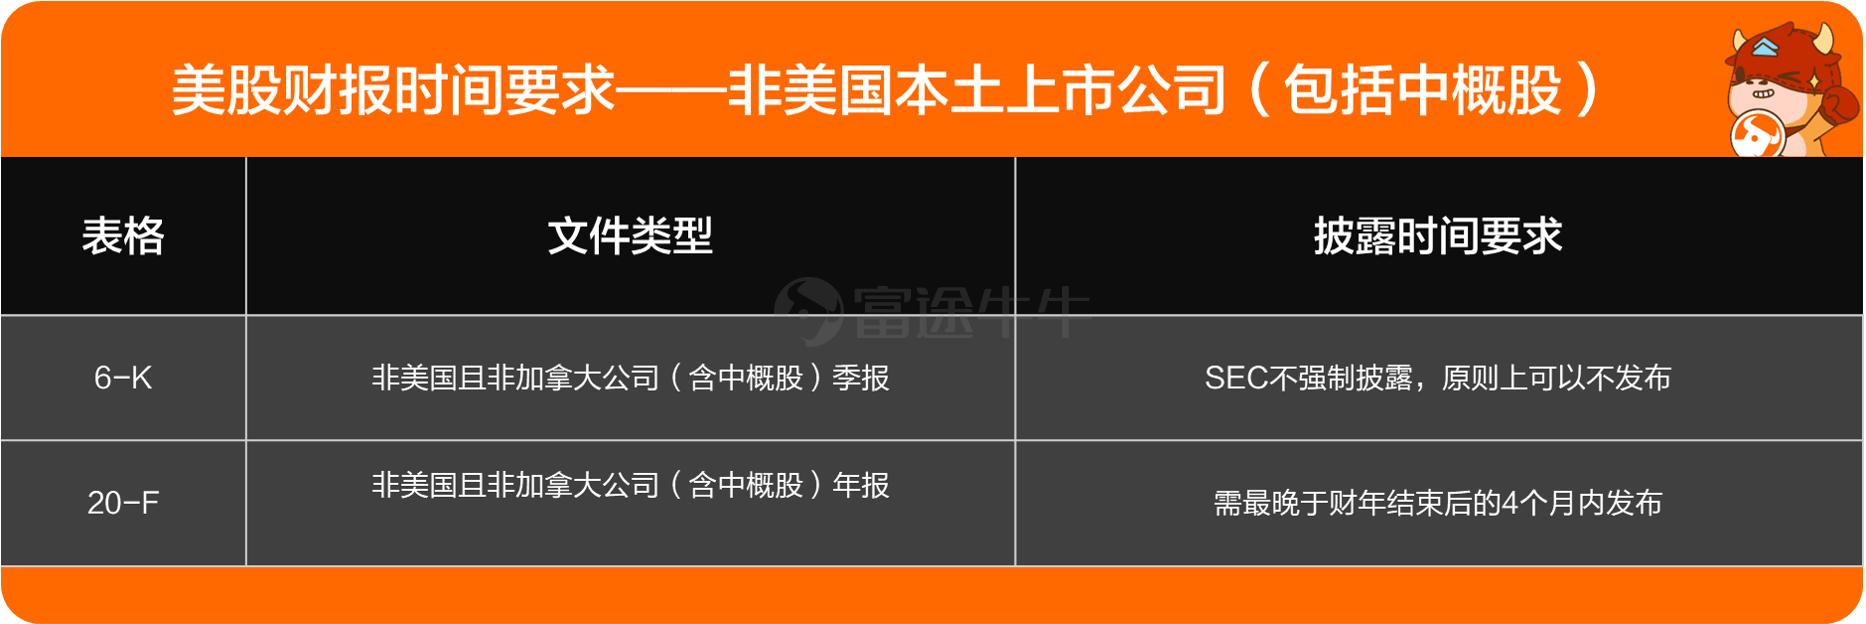 美股财报时间要求——非美国本土上市公司（包括中概股）
表格 文件类型 披露时间要求
富途牛牛
6-K 非美国且非加拿大公司（含中概股）季报 SEC不强制披露，原则上可以不发布
20-F 非美国且非加拿大公司（含中概股）年报 需最晚于财年结束后的4个月内发布